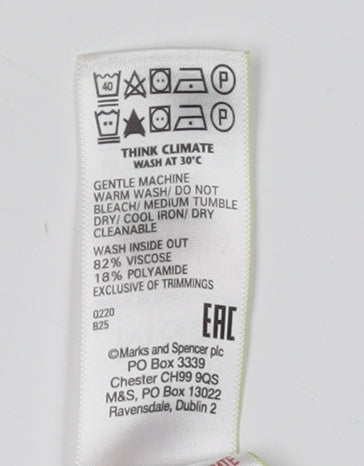 40 P
P
THINK CLIMATE
WASH AT 30°C
GENTLE MACHINE
WARM WASH/ DO NOT
BLEACH/ MEDIUM TUMBLE
DRY/ COOL IRON/ DRY
CLEANABLE
WASH INSIDE OUT
82% VISCOSE
18% POLYAMIDE
EXCLUSIVE OF TRIMMINGS
Q220
B25
EAC
©Marks and Spencer plc
PO Box 3339
Chester CH99 9QS
M&S, PO Box 13022
Ravensdale, Dublin 2